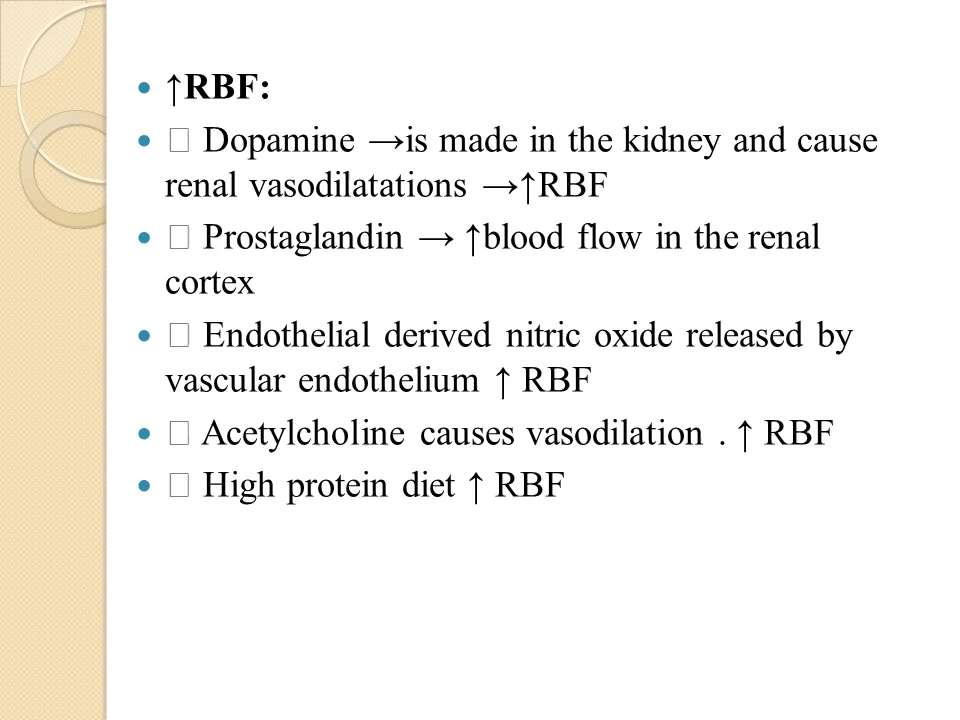 • ↑RBF:
•  Dopamine →is made in the kidney and cause
renal vasodilatations →↑RBF
•  Prostaglandin → ↑blood flow in the renal
cortex
•  Endothelial derived nitric oxide released by
vascular endothelium ↑ RBF
•  Acetylcholine causes vasodilation . ↑ RBF
•  High protein diet ↑ RBF